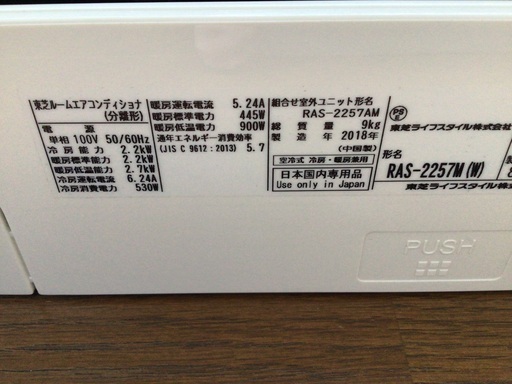 東芝ルームエアコンディショナ
(分離形)
電 源
単相 100V 50/60Hz
冷房能力 2.2kW
暖房標準能力 2.2kW
暖房低温能力 2.7kW
冷房運転電流 6.24A
冷房消費電力 530W
暖房運転電流 5.24A
暖房標準電力 445W
暖房低温電力 900W
通年エネルギー消費効率
(JIS C 9612:2013) 5.7
組合せ室外ユニット形名
RAS-2257AM
総質量 9kg
製造年 2018年
(中国製)
空冷式 冷房・暖房兼用
日本国内専用品
Use only in Japan
PS
E
東芝ライフスタイル株式会社
形名
RAS-2257M(W)
東芝ライフスタイル株式
PUSH